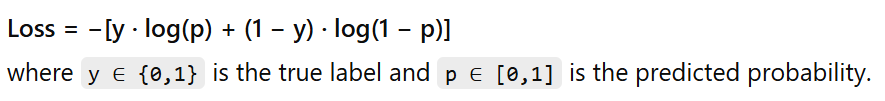 Loss = −[y · log(p) + (1 − y) · log(1 − p)]
where y ∈ {0,1} is the true label and p ∈ [0,1] is the predicted probability.